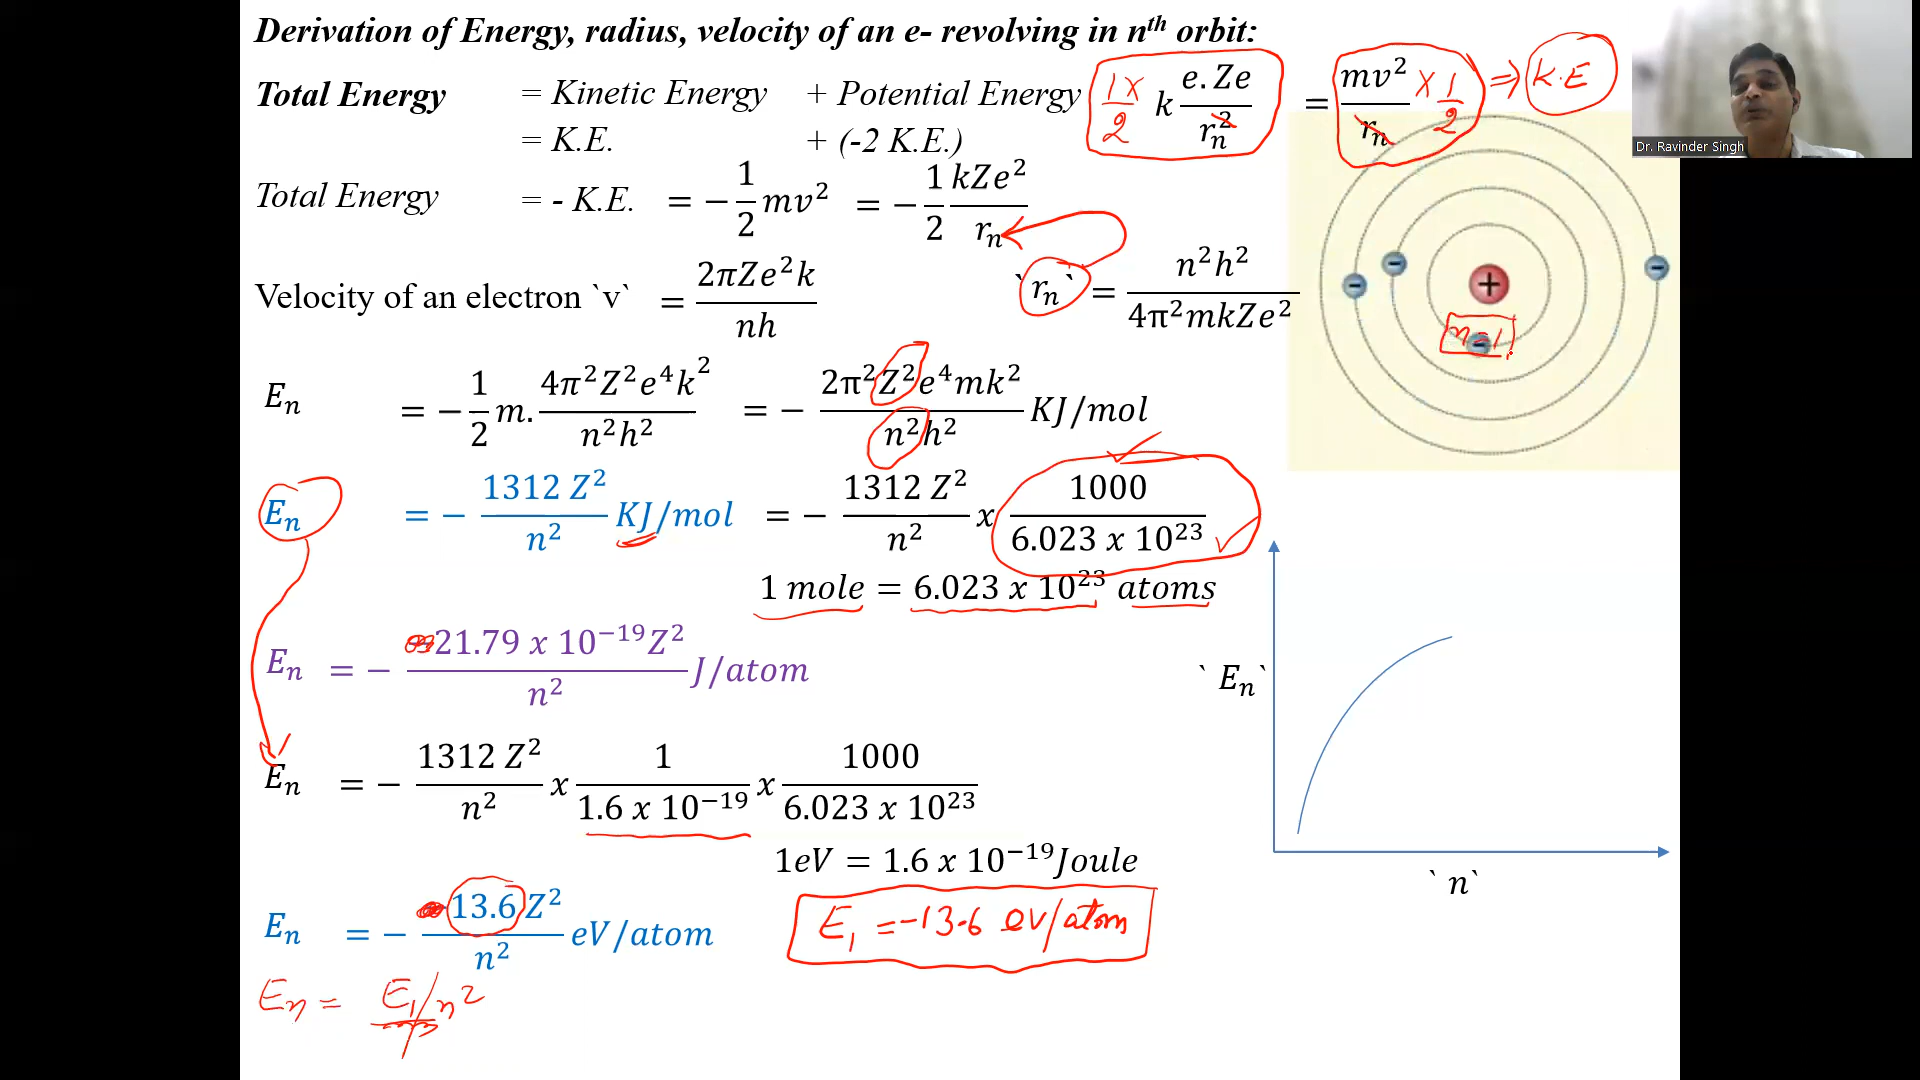 Derivation of Energy, radius, velocity of an e- revolving in nᵗʰ orbit:
Total Energy = Kinetic Energy + Potential Energy 1/2 x k e.Ze/rₙ² = mv²/rₙ x 1/2 ⇒ K.E
= K.E. + (-2 K.E.)
Dr. Ravinder Singh
Total Energy = - K.E. = −1/2 mv² = −1/2 kZe²/rₙ
Velocity of an electron `v` = 2πZe²k/nh `rₙ` = n²h²/4π²mkZe²
+
n=1
Eₙ = −1/2 m. 4π²Z²e⁴k²/n²h² = − 2π²Z²e⁴mk²/n²h² KJ/mol
Eₙ = − 1312 Z²/n² KJ/mol = − 1312 Z²/n² x 1000/6.023 x 10²³
1 mole = 6.023 x 10²³ atoms
Eₙ = − 21.79 x 10⁻¹⁹Z²/n² J/atom
` Eₙ`
Eₙ = − 1312 Z²/n² x 1/1.6 x 10⁻¹⁹ x 1000/6.023 x 10²³
1eV = 1.6 x 10⁻¹⁹Joule
` n`
Eₙ = − 13.6 Z²/n² eV/atom
E₁ = -13.6 eV/atom
Eₙ = E₁/n²